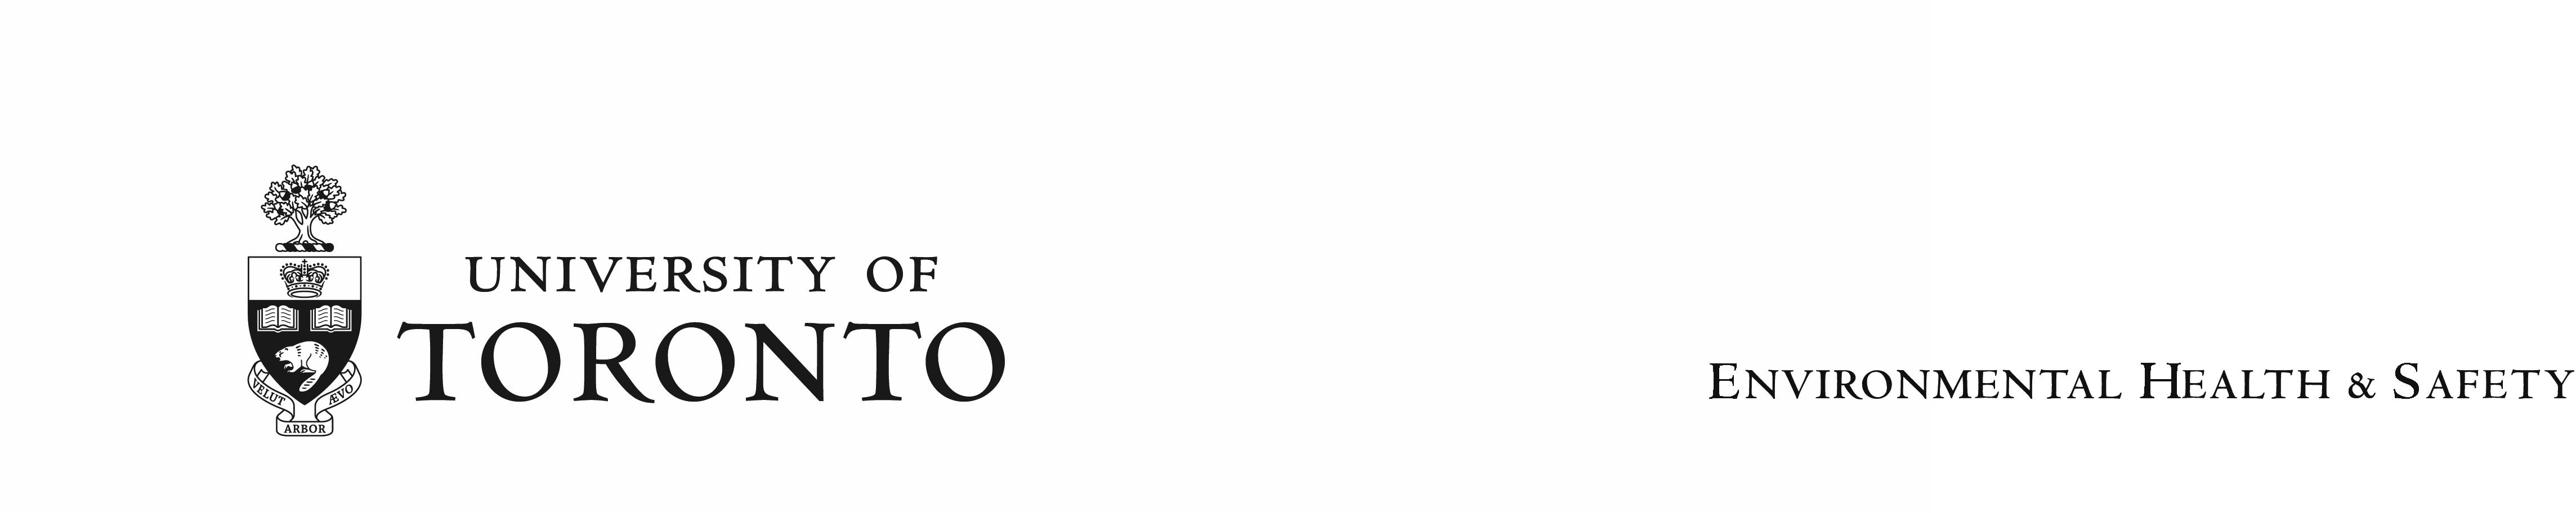 UNIVERSITY OF
TORONTO
VELUT ARBOR ÆVO
ENVIRONMENTAL HEALTH & SAFETY